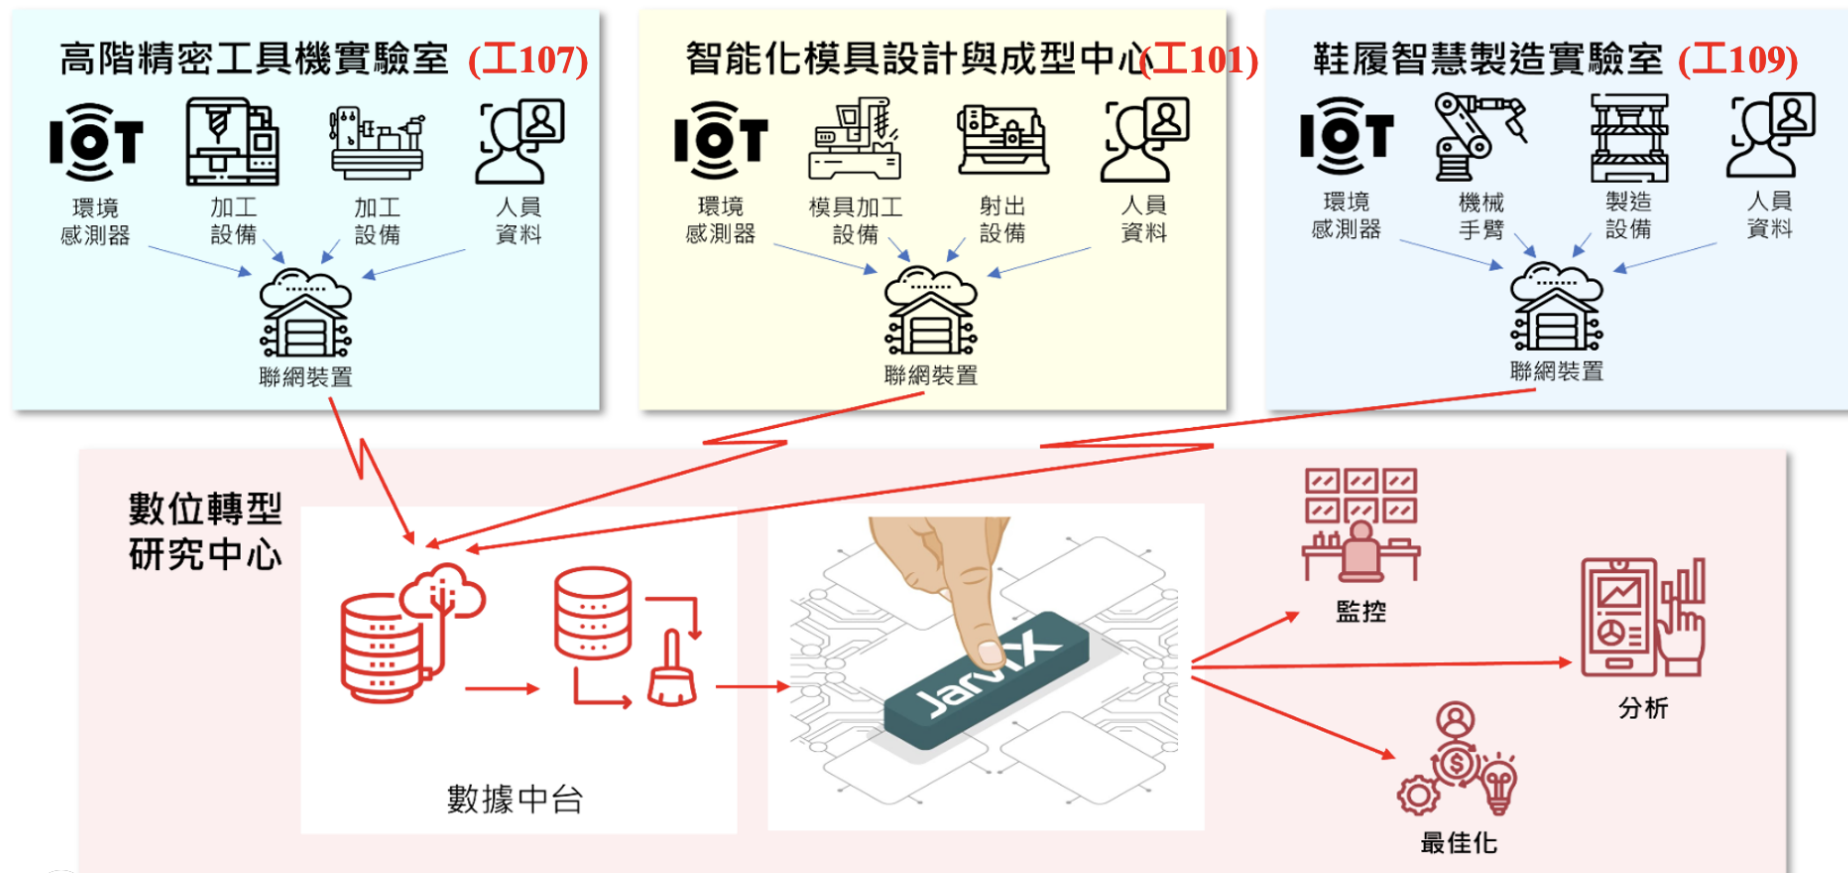 高階精密工具機實驗室 (工107)
IOT
環境
感測器
加工
設備
加工
設備
人員
資料
聯網裝置
智能化模具設計與成型中心(工101)
IOT
環境
感測器
模具加工
設備
射出
設備
人員
資料
聯網裝置
鞋履智慧製造實驗室 (工109)
IOT
環境
感測器
機械
手臂
製造
設備
人員
資料
聯網裝置
數位轉型
研究中心
數據中台
JarviX
監控
分析
最佳化